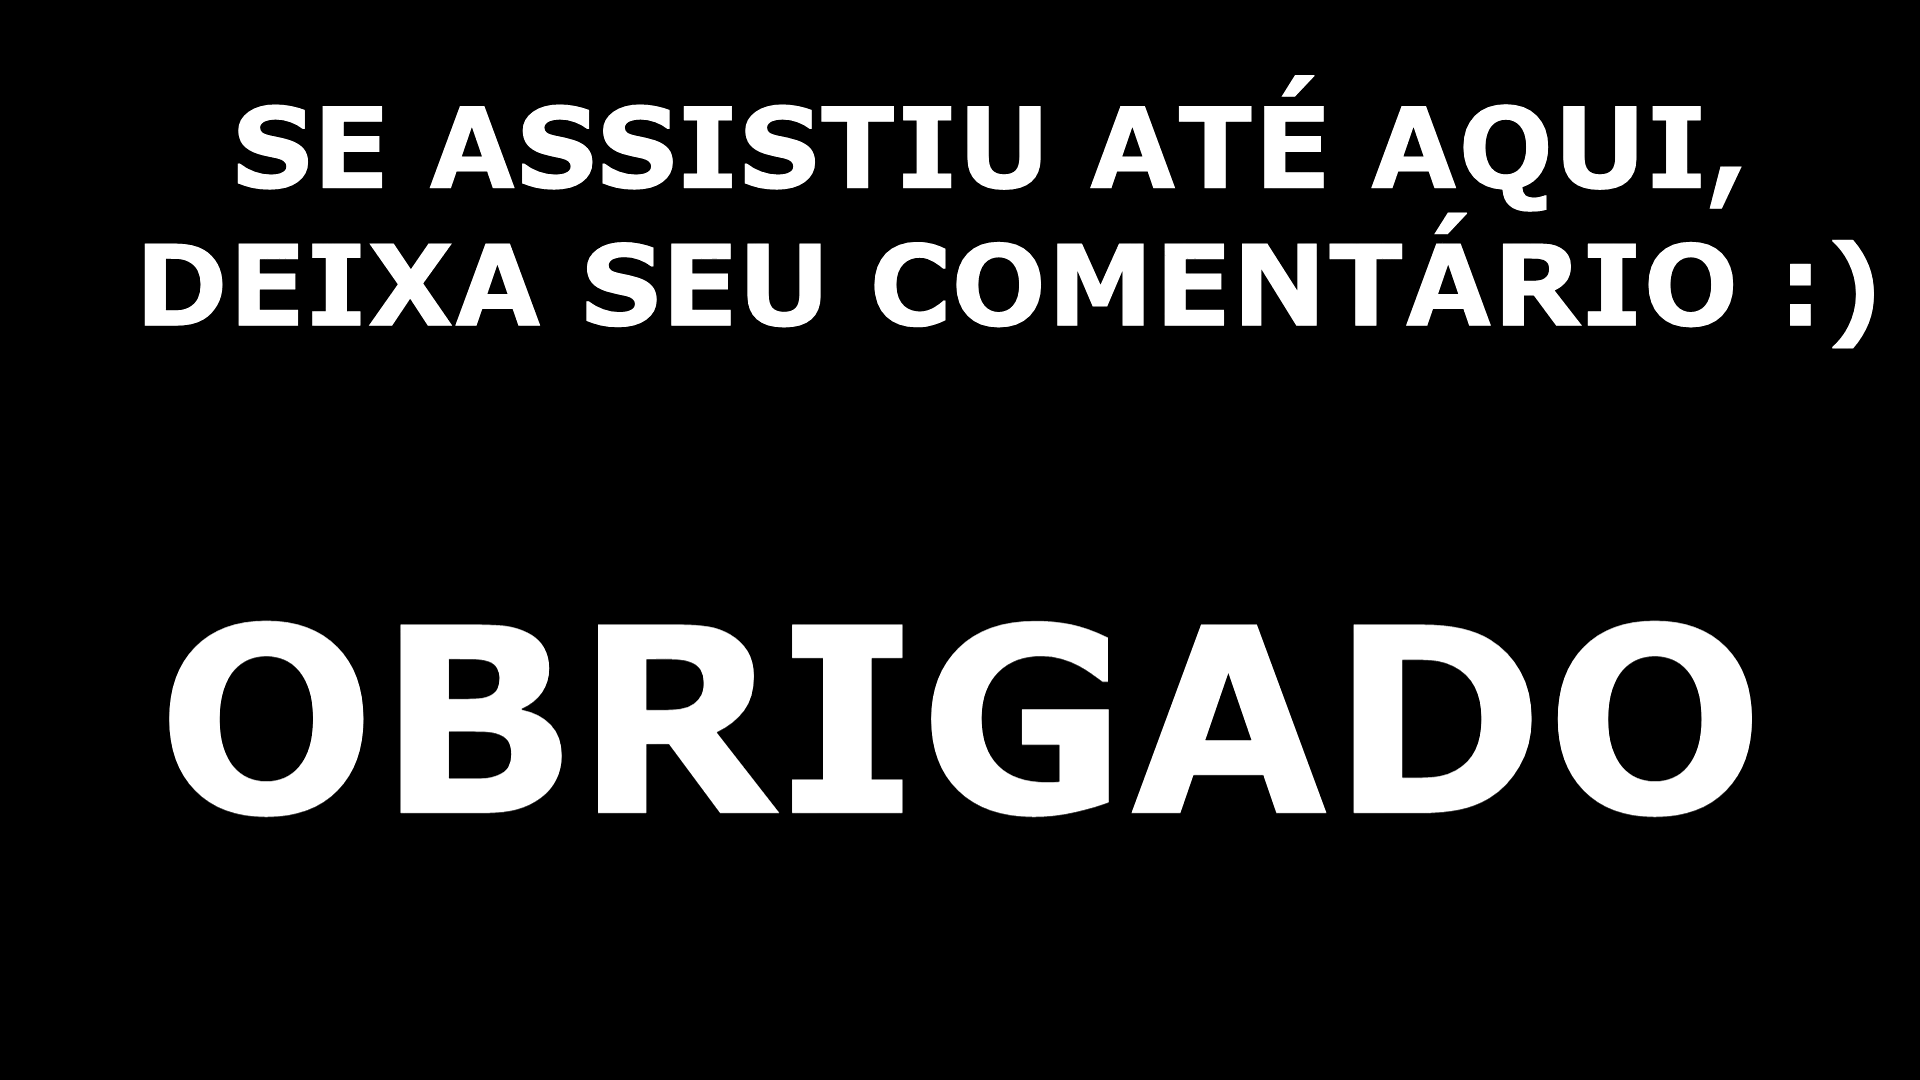 SE ASSISTIU ATÉ AQUI,
DEIXA SEU COMENTÁRIO :)
OBRIGADO